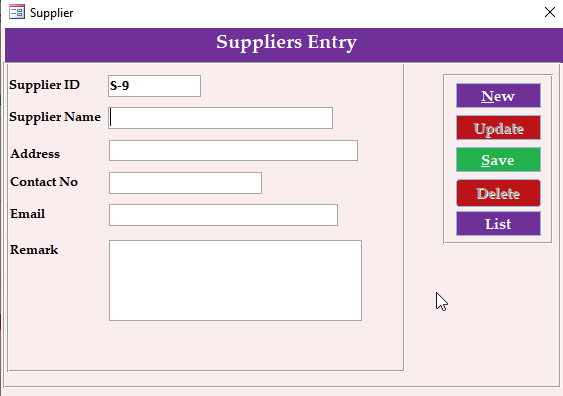 Supplier
Suppliers Entry
Supplier ID S-9
Supplier Name
Address
Contact No
Email
Remark
New
Update
Save
Delete
List